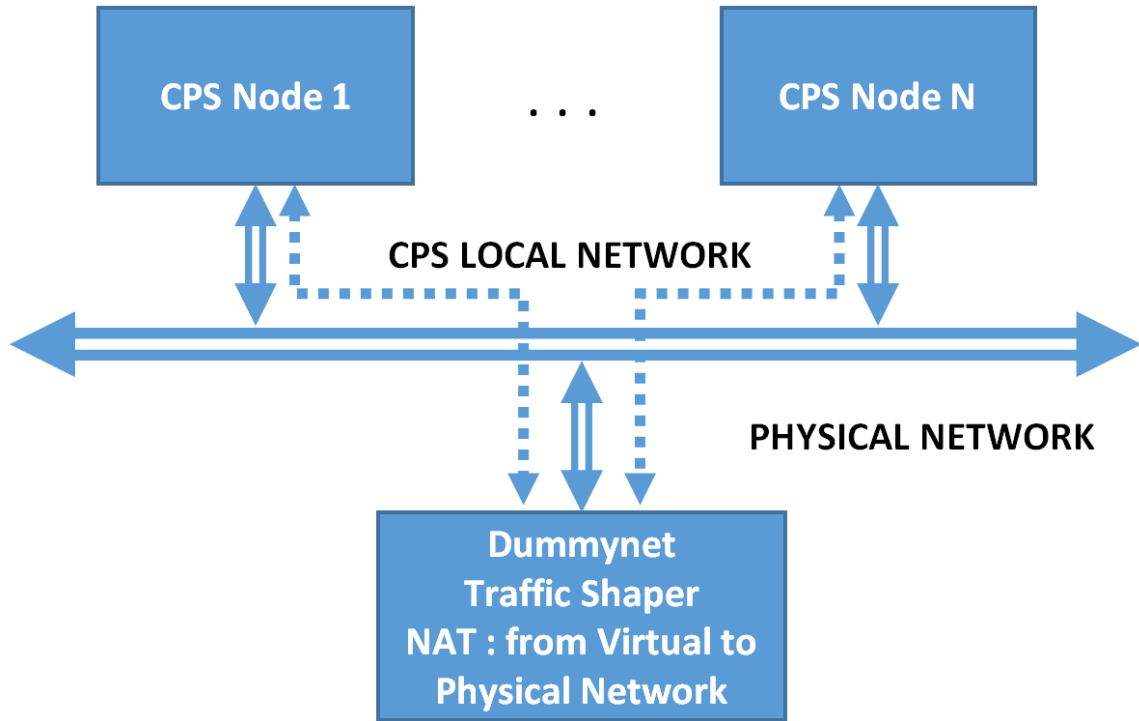 CPS Node 1
. . .
CPS Node N
CPS LOCAL NETWORK
PHYSICAL NETWORK
Dummynet
Traffic Shaper
NAT : from Virtual to
Physical Network